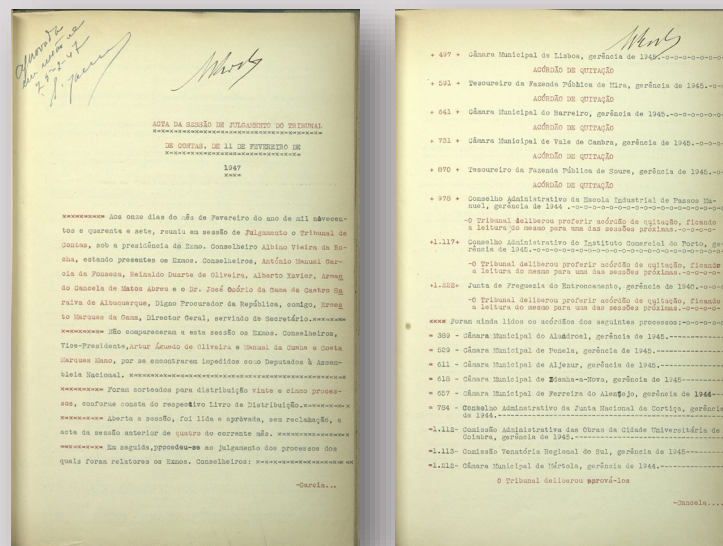 aprovada
em sessão de
25-2-47
ACTA DA SESSÃO DE JULGAMENTO DO TRIBUNAL
DE CONTAS, DE 11 DE FEVEREIRO DE
1947
Aos onze dias do mês de Fevereiro do ano de mil novecen-
tos e quarenta e sete, reuniu em sessão de Julgamento o Tribunal de
Contas, sob a presidência do Exmo. Conselheiro Albino Vieira da Ro-
cha, estando presentes os Exmos. Conselheiros, António Manuel Gar-
cia da Fonseca, Reinaldo Duarte de Oliveira, Alberto Xavier, Arman
do Cancela de Matos Abreu e o Dr. José Osório da Gama de Castro Sa
raiva de Albuquerque, Digno Procurador da República, comigo, Ernes
to Marques da Gama, Director Geral, servindo de Secretário.
Não compareceram a esta sessão os Exmos. Conselheiros,
Vice-Presidente, Artur Águedo de Oliveira e Manuel da Cunha e Costa
Marques Mano, por se encontrarem impedidos como Deputados à Assem-
bleia Nacional.
Foram sorteados para distribuição vinte e cinco proces-
sos, conforme consta do respectivo Livro de Distribuição.
Aberta a sessão, foi lida e aprovada, sem reclamação, a
acta da sessão anterior de quatro do corrente mês.
Em seguida, procedeu-se ao julgamento dos processos dos
quais foram relatores os Exmos. Conselheiros:
-Garcia...
+ 497 + Câmara Municipal de Lisboa, gerência de 1945.-o-o-o-o-o-o
ACÓRDÃO DE QUITAÇÃO
+ 591 + Tesoureiro da Fazenda Pública de Mira, gerência de 1945.-o-o
ACÓRDÃO DE QUITAÇÃO
+ 641 + Câmara Municipal do Barreiro, gerência de 1945.-o-o-o-o-o
ACÓRDÃO DE QUITAÇÃO
+ 731 + Câmara Municipal de Vale de Cambra, gerência de 1945.-o-o
ACÓRDÃO DE QUITAÇÃO
+ 870 + Tesoureiro da Fazenda Pública de Soure, gerência de 1945.-o
ACÓRDÃO DE QUITAÇÃO
+ 978 + Conselho Administrativo da Escola Industrial de Passos Ma-
nuel, gerência de 1944 .-o-o-o-o-o-o-o
-O Tribunal deliberou proferir acórdão de quitação, ficando
a leitura do mesmo para uma das sessões próximas.-o-o-o-o-
+1.117+ Conselho Administrativo do Instituto Comercial do Porto, ge-
rência de 1945.-o-o-o-o-o-o-o
-O Tribunal deliberou proferir acórdão de quitação, ficando
a leitura do mesmo para uma das sessões próximas.-o-o-o-o-
+1.222+ Junta de Freguesia do Entroncamento, gerência de 1940.-o-o-o
-O Tribunal deliberou proferir acórdão de quitação, ficando
a leitura do mesmo para uma das sessões próximas.-o-o-o-o-
Foram ainda lidos os acórdãos dos seguintes processos:-o-o-o-o
= 389 - Câmara Municipal do Alandroal, gerência de 1945.
= 529 - Câmara Municipal de Penela, gerência de 1945.
= 611 - Câmara Municipal de Aljezur, gerência de 1945.
= 618 - Câmara Municipal de Idanha-a-Nova, gerência de 1945
= 657 - Câmara Municipal de Ferreira do Alentejo, gerência de 1944
= 784 - Conselho Administrativo da Junta Nacional da Cortiça, gerência
de 1944.
=1.112- Comissão Administrativa das Obras da Cidade Universitária de
Coimbra, gerência de 1945.
=1.113- Comissão Venatória Regional do Sul, gerência de 1945
=1.212- Câmara Municipal de Mértola, gerência de 1944.
O Tribunal deliberou aprová-los
-Cancela...